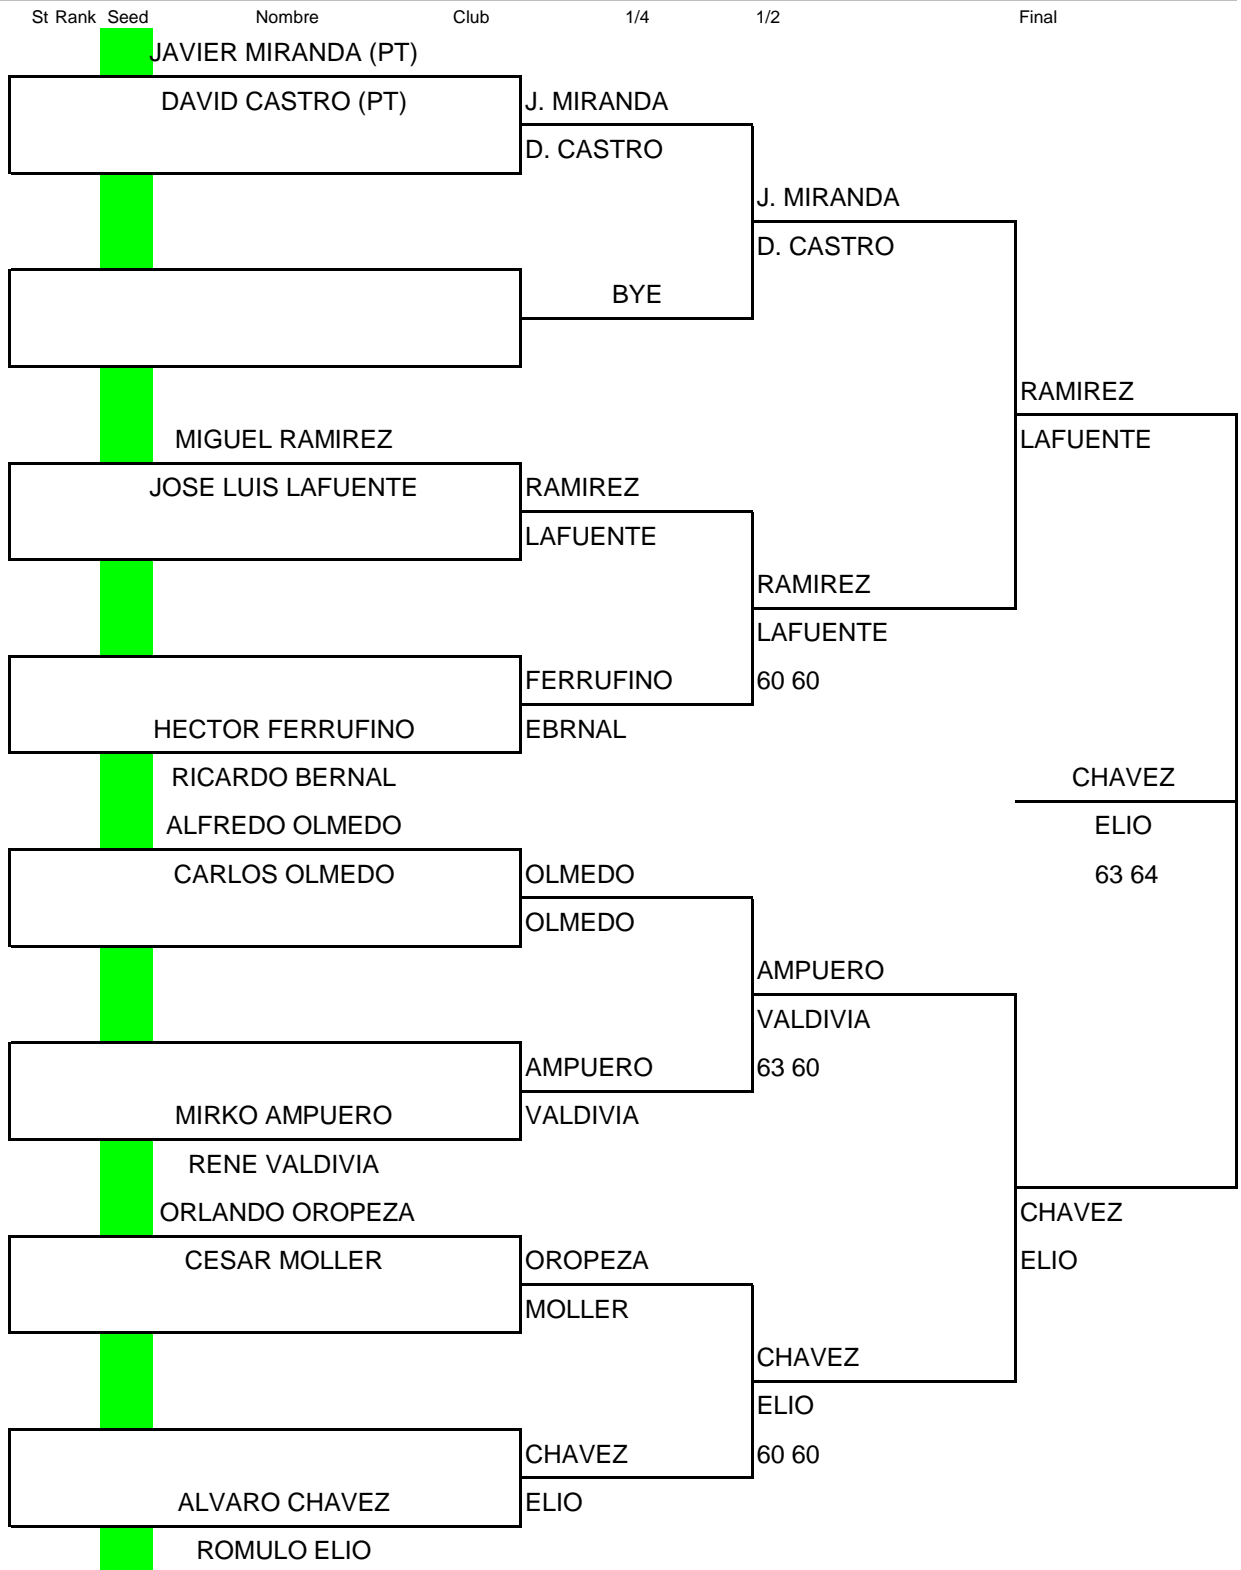 St Rank Seed Nombre Club 1/4 1/2 Final
JAVIER MIRANDA (PT)
DAVID CASTRO (PT) J. MIRANDA
D. CASTRO
J. MIRANDA
D. CASTRO
BYE
RAMIREZ
MIGUEL RAMIREZ LAFUENTE
JOSE LUIS LAFUENTE RAMIREZ
LAFUENTE
RAMIREZ
LAFUENTE
FERRUFINO 60 60
HECTOR FERRUFINO EBRNAL
RICARDO BERNAL CHAVEZ
ALFREDO OLMEDO ELIO
CARLOS OLMEDO OLMEDO 63 64
OLMEDO
AMPUERO
VALDIVIA
AMPUERO 63 60
MIRKO AMPUERO VALDIVIA
RENE VALDIVIA
ORLANDO OROPEZA CHAVEZ
CESAR MOLLER OROPEZA ELIO
MOLLER
CHAVEZ
ELIO
CHAVEZ 60 60
ALVARO CHAVEZ ELIO
ROMULO ELIO